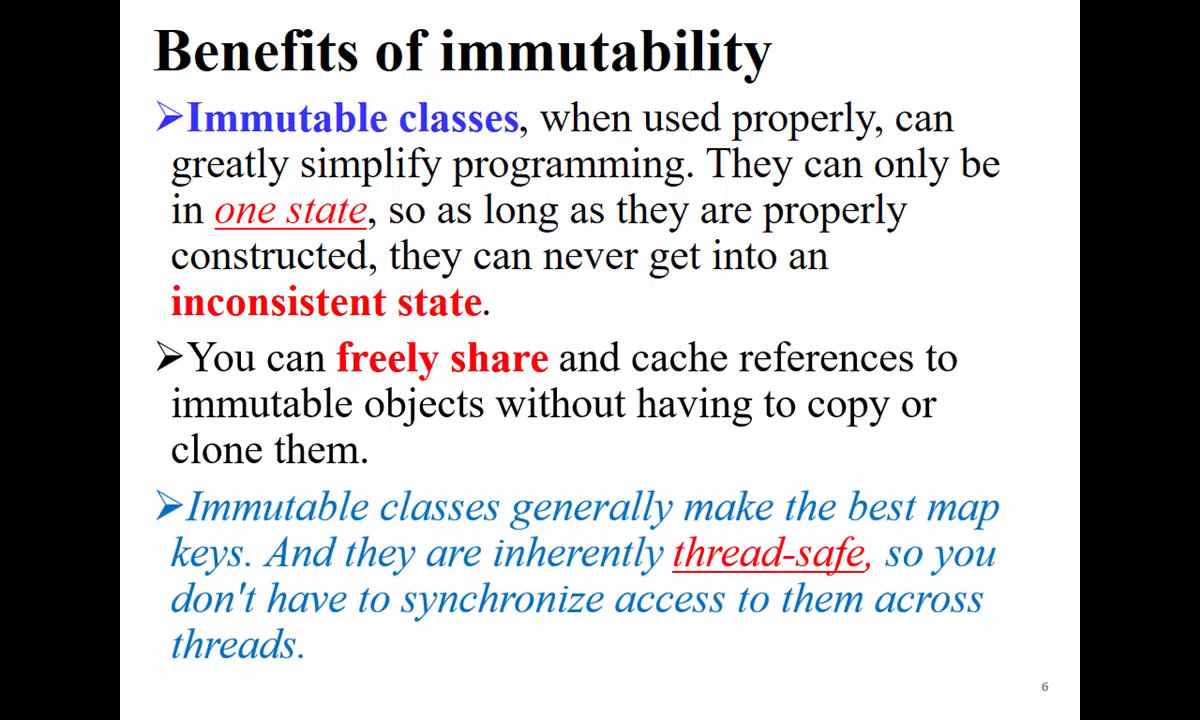 Benefits of immutability
➢Immutable classes, when used properly, can
greatly simplify programming. They can only be
in one state, so as long as they are properly
constructed, they can never get into an
inconsistent state.
➢You can freely share and cache references to
immutable objects without having to copy or
clone them.
➢Immutable classes generally make the best map
keys. And they are inherently thread-safe, so you
don't have to synchronize access to them across
threads.
6